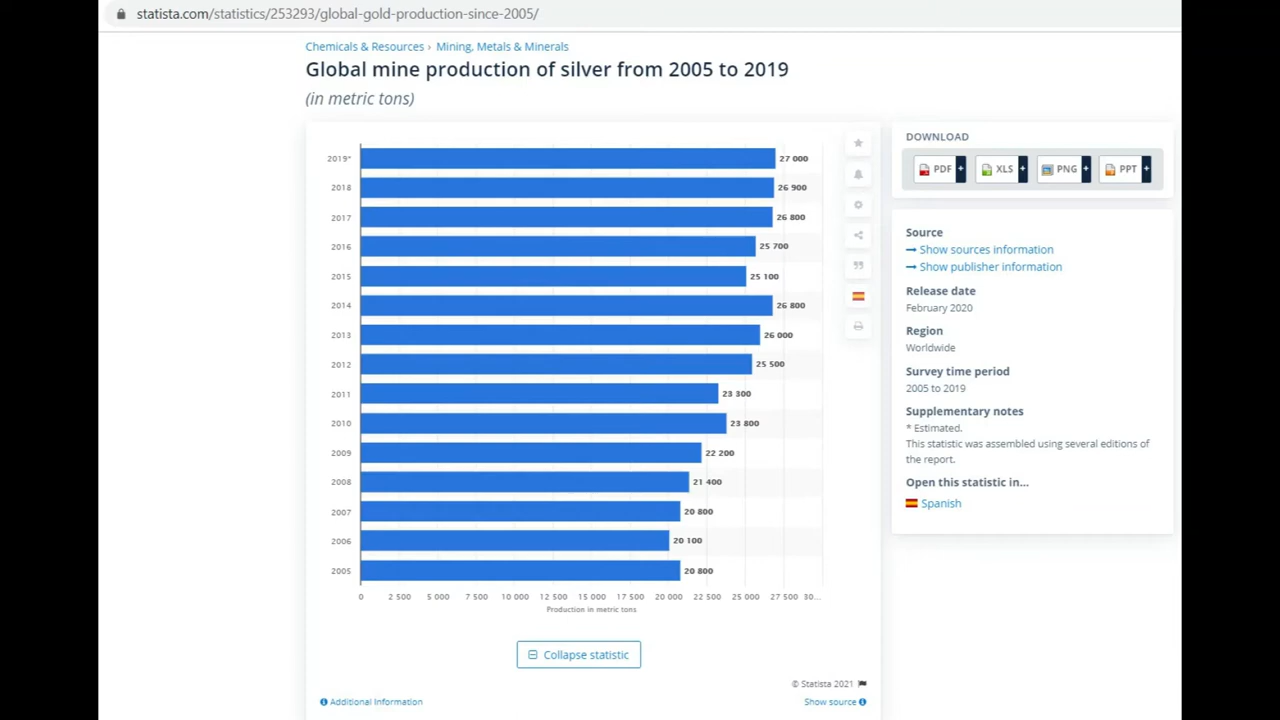 statista.com/statistics/253293/global-gold-production-since-2005/
Chemicals & Resources › Mining, Metals & Minerals
Global mine production of silver from 2005 to 2019
(in metric tons)
2019* 27 000
2018 26 900
2017 26 800
2016 25 700
2015 25 100
2014 26 800
2013 26 000
2012 25 500
2011 23 300
2010 23 800
2009 22 200
2008 21 400
2007 20 800
2006 20 100
2005 20 800
0 2 500 5 000 7 500 10 000 12 500 15 000 17 500 20 000 22 500 25 000 27 500 30...
Production in metric tons
Collapse statistic
© Statista 2021
Additional Information
Show source
DOWNLOAD
PDF + XLS + PNG + PPT +
Source
Show sources information
Show publisher information
Release date
February 2020
Region
Worldwide
Survey time period
2005 to 2019
Supplementary notes
* Estimated.
This statistic was assembled using several editions of
the report.
Open this statistic in...
Spanish